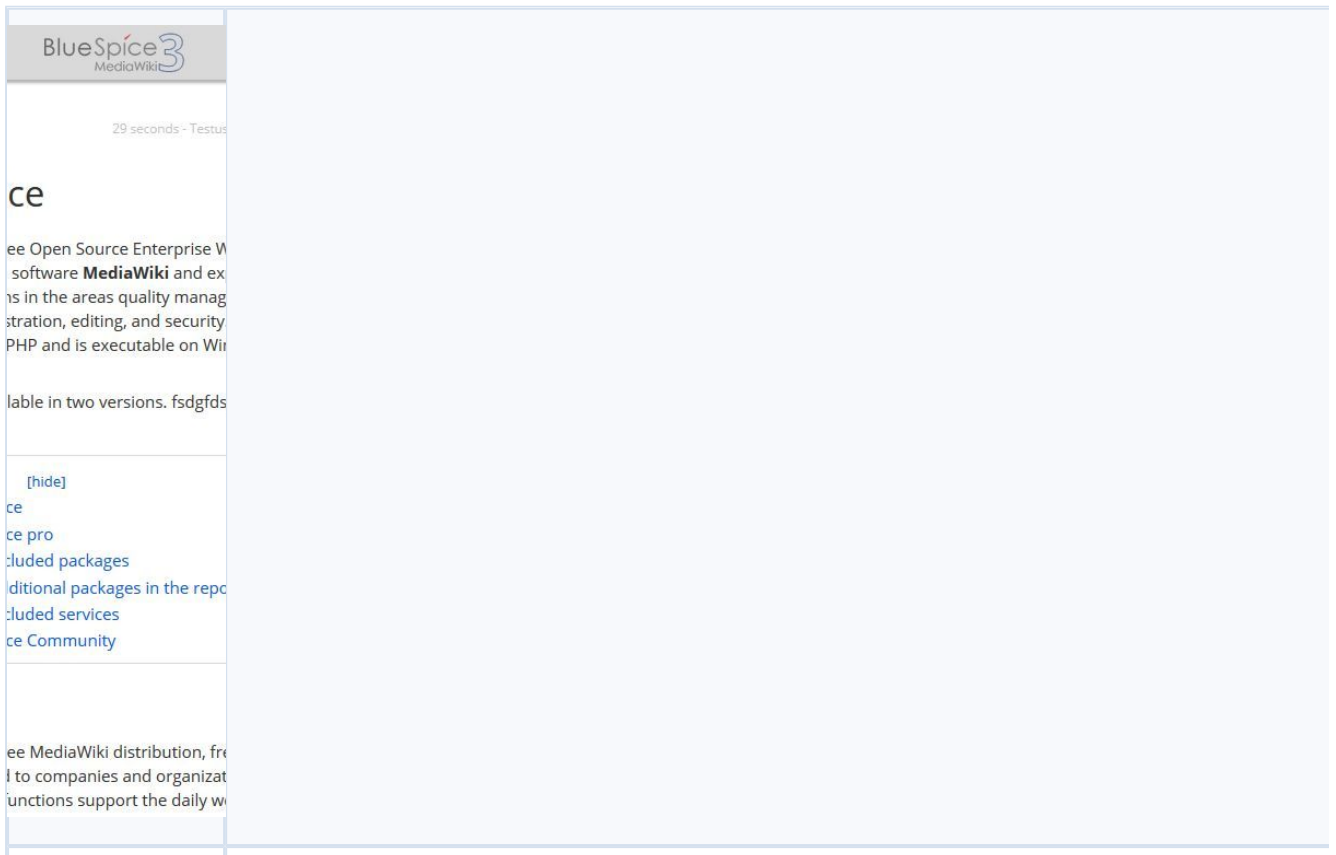 BlueSpice 3
MediaWiki
29 seconds - Testus
ce
ee Open Source Enterprise W
software MediaWiki and ex
ns in the areas quality manag
stration, editing, and security
PHP and is executable on Wi
lable in two versions. fsdgfds
[hide]
ce
ce pro
cluded packages
ditional packages in the repo
cluded services
ce Community
ee MediaWiki distribution, fre
d to companies and organizat
functions support the daily w